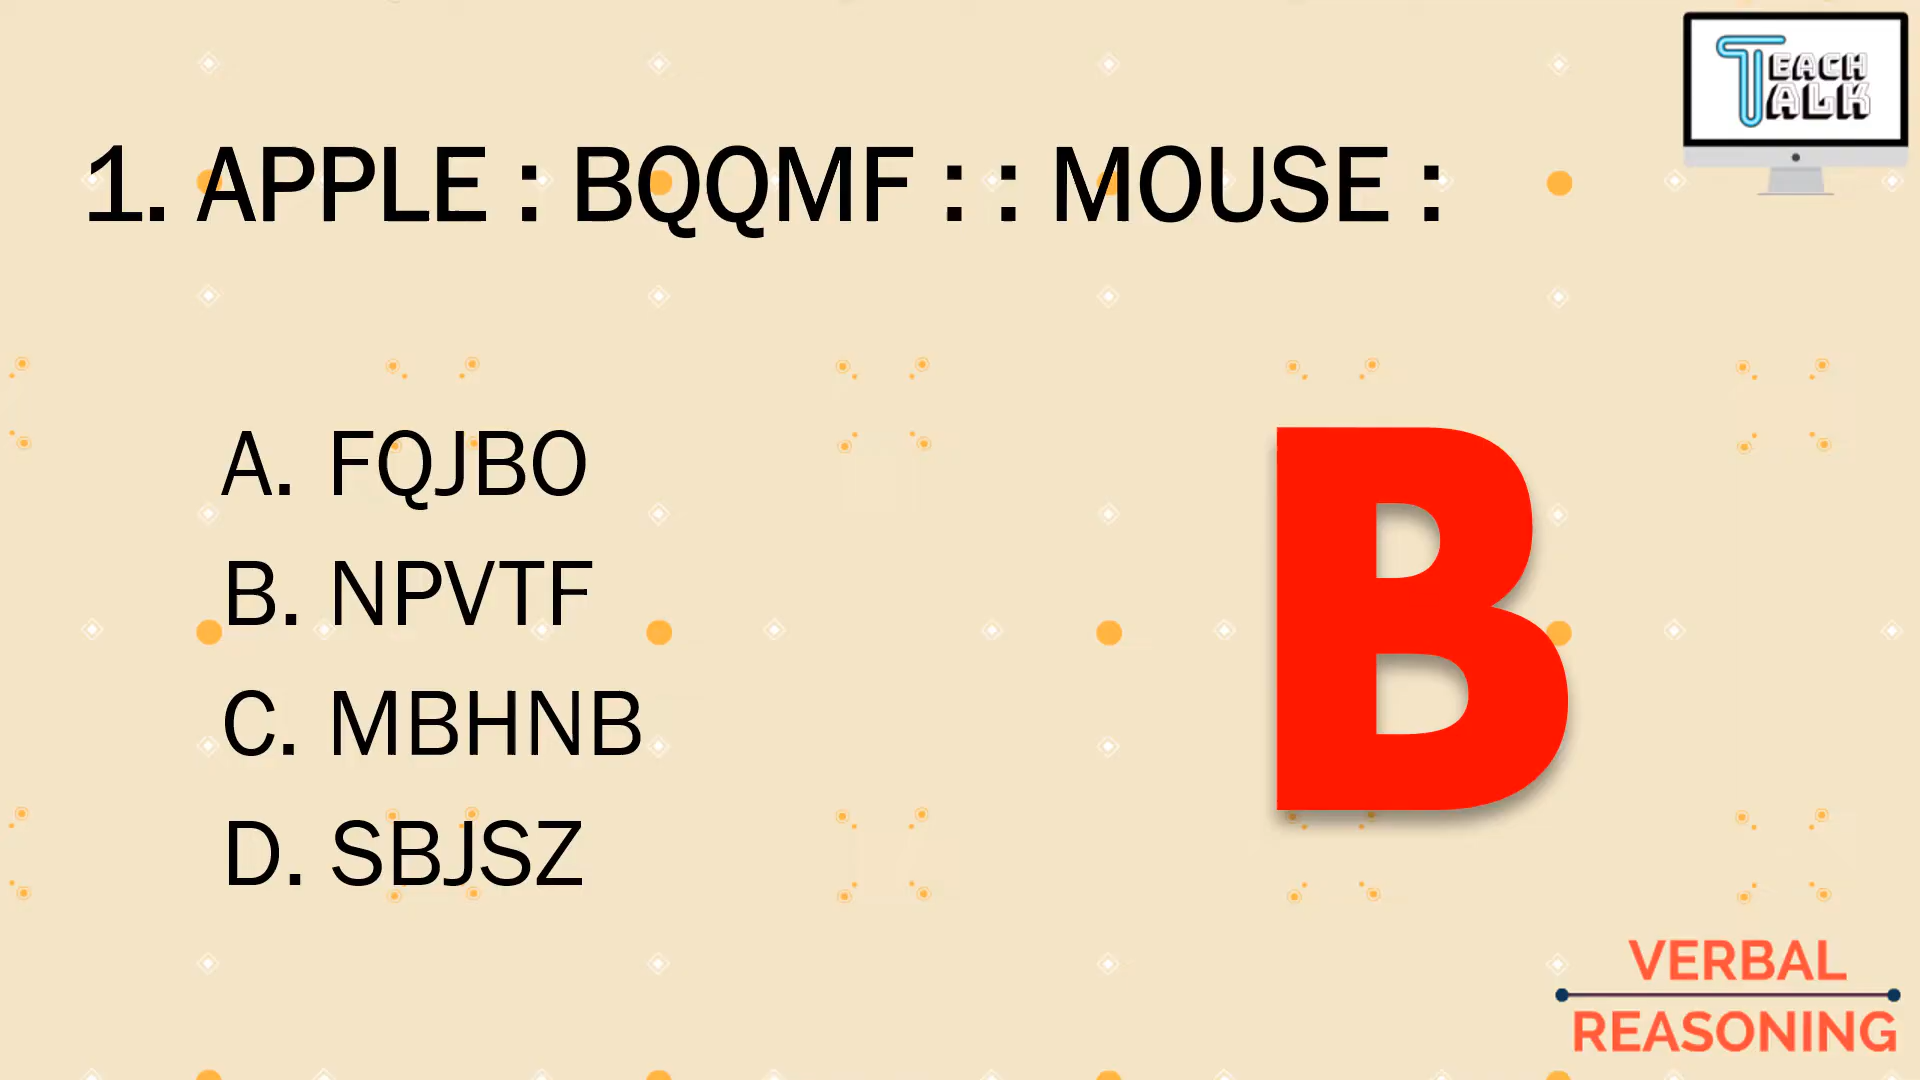 TEACH
TALK
1. APPLE : BQQMF : : MOUSE :
A. FQJBO
B. NPVTF
C. MBHNB
D. SBJSZ
B
VERBAL
REASONING